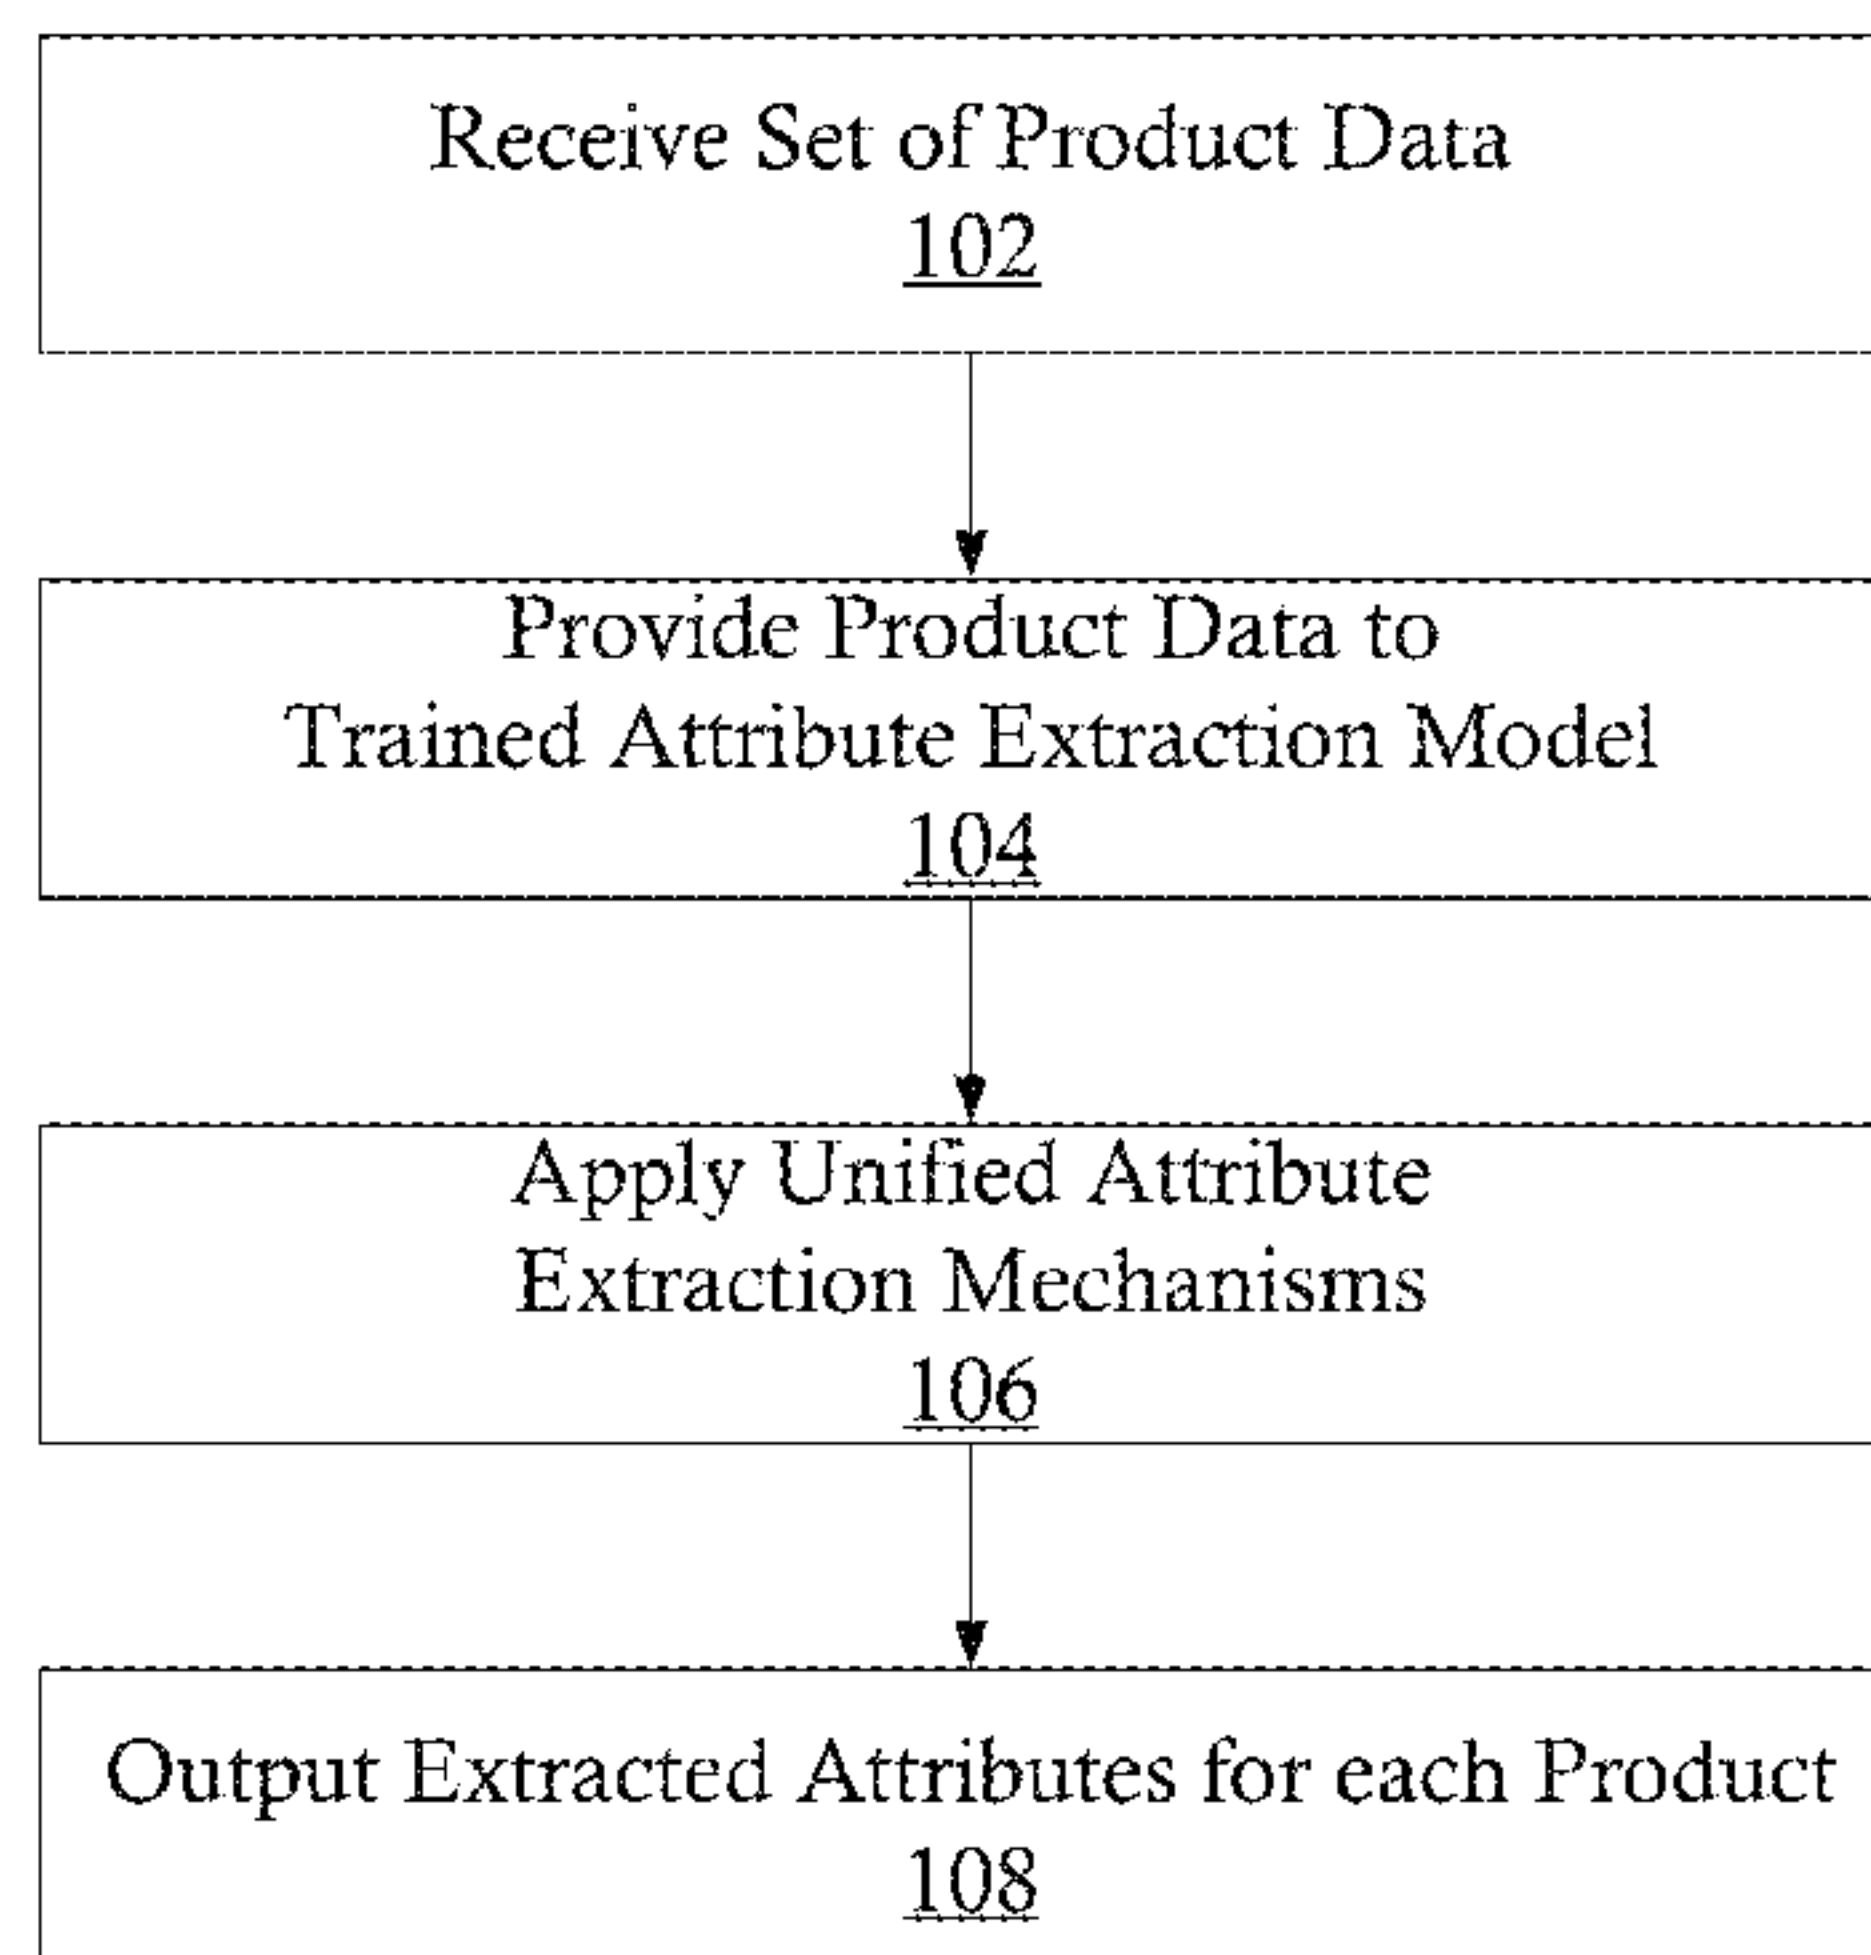 Receive Set of Product Data
102
Provide Product Data to
Trained Attribute Extraction Model
104
Apply Unified Attribute
Extraction Mechanisms
106
Output Extracted Attributes for each Product
108